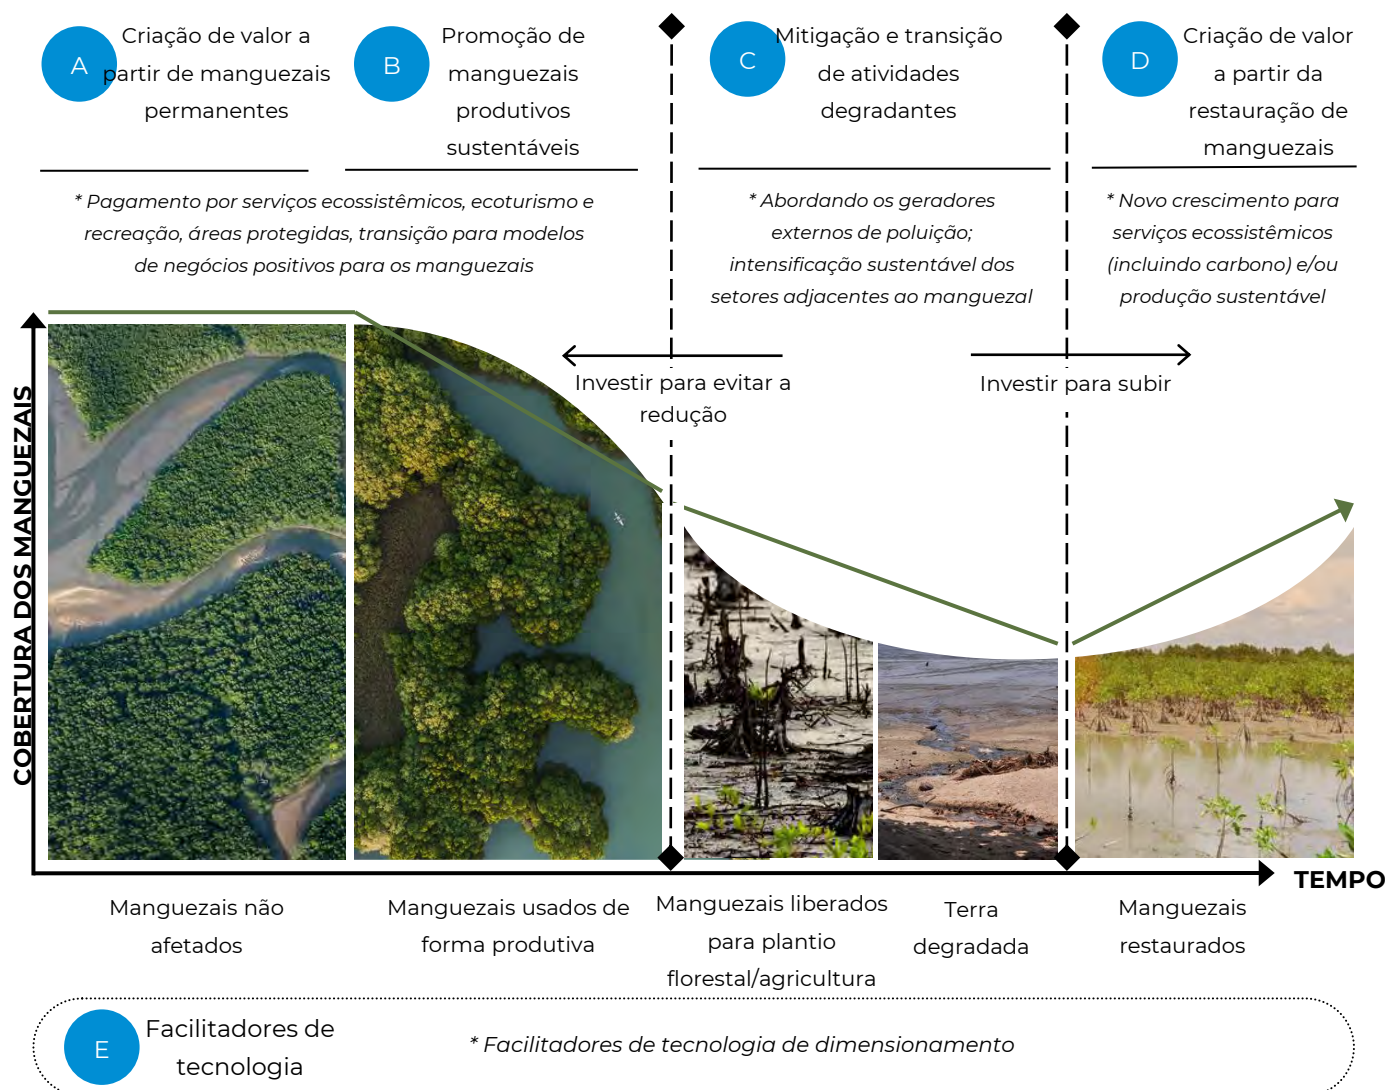 A
Criação de valor a
partir de manguezais
permanentes
B
Promoção de
manguezais
produtivos
sustentáveis
C
Mitigação e transição
de atividades
degradantes
D
Criação de valor
a partir da
restauração de
manguezais
* Pagamento por serviços ecossistêmicos, ecoturismo e
recreação, áreas protegidas, transição para modelos
de negócios positivos para os manguezais
* Abordando os geradores
externos de poluição;
intensificação sustentável dos
setores adjacentes ao manguezal
* Novo crescimento para
serviços ecossistêmicos
(incluindo carbono) e/ou
produção sustentável
Investir para evitar a
redução
Investir para subir
COBERTURA DOS MANGUEZAIS
TEMPO
Manguezais não
afetados
Manguezais usados de
forma produtiva
Manguezais liberados
para plantio
florestal/agricultura
Terra
degradada
Manguezais
restaurados
E
Facilitadores de
tecnologia
* Facilitadores de tecnologia de dimensionamento